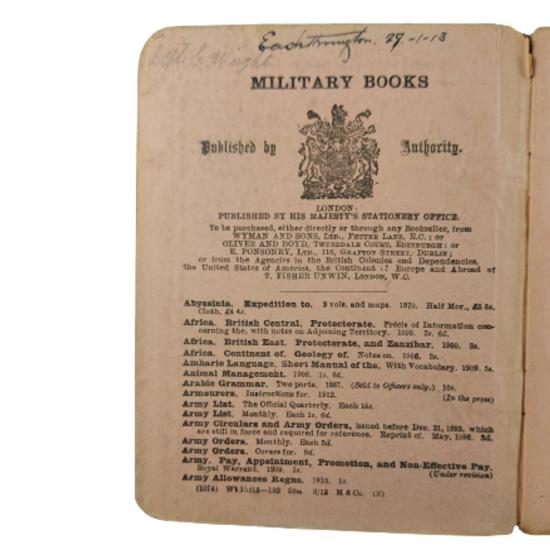 Easthrington. 29-1-13
Wright
MILITARY BOOKS
Published by Authority.
LONDON:
PUBLISHED BY HIS MAJESTY'S STATIONERY OFFICE.
To be purchased, either directly or through any Bookseller, from
WYMAN AND SONS, LTD., FETTER LANE, E.C.; or
OLIVER AND BOYD, TWEEDDALE COURT, EDINBURGH; or
E. PONSONBY, LTD., 116, GRAFTON STREET, DUBLIN;
or from the Agencies in the British Colonies and Dependencies,
the United States of America, the Continent of Europe and Abroad of
T. FISHER UNWIN, LONDON, W.C.
Abyssinia. Expedition to. 2 vols. and maps. 1870. Half Mor., £5 5s.
Cloth, £4 4s.
Africa. British Central. Protectorate. Précis of Information con-
cerning the, with notes on Adjoining Territory. 1899. 2s. 6d.
Africa. British East. Protectorate, and Zanzibar. 1900.
Africa. Continent of. Geology of. Notes on. 1906. 3s.
Amharic Language. Short Manual of the. With Vocabulary. 1909. 5s.
Animal Management. 1908. 1s. 6d.
Arabic Grammar. Two parts. 1887. (Sold to Officers only.) 10s.
Armourers. Instructions for. 1912. (In the press)
Army List. The Official Quarterly. Each 15s.
Army List. Monthly. Each 1s. 6d.
Army Circulars and Army Orders, issued before Dec. 31, 1892, which
are still in force and required for reference. Reprint of. May, 1896. 3d.
Army Orders. Monthly. Each 3d.
Army Orders. Covers for. 9d.
Army. Pay, Appointment, Promotion, and Non-Effective Pay.
Royal Warrant. 1909. 1s. (Under revision)
Army Allowances Regns. 1910. 1s.
(1374) Wt 50m 8/12 M & Co. (N)